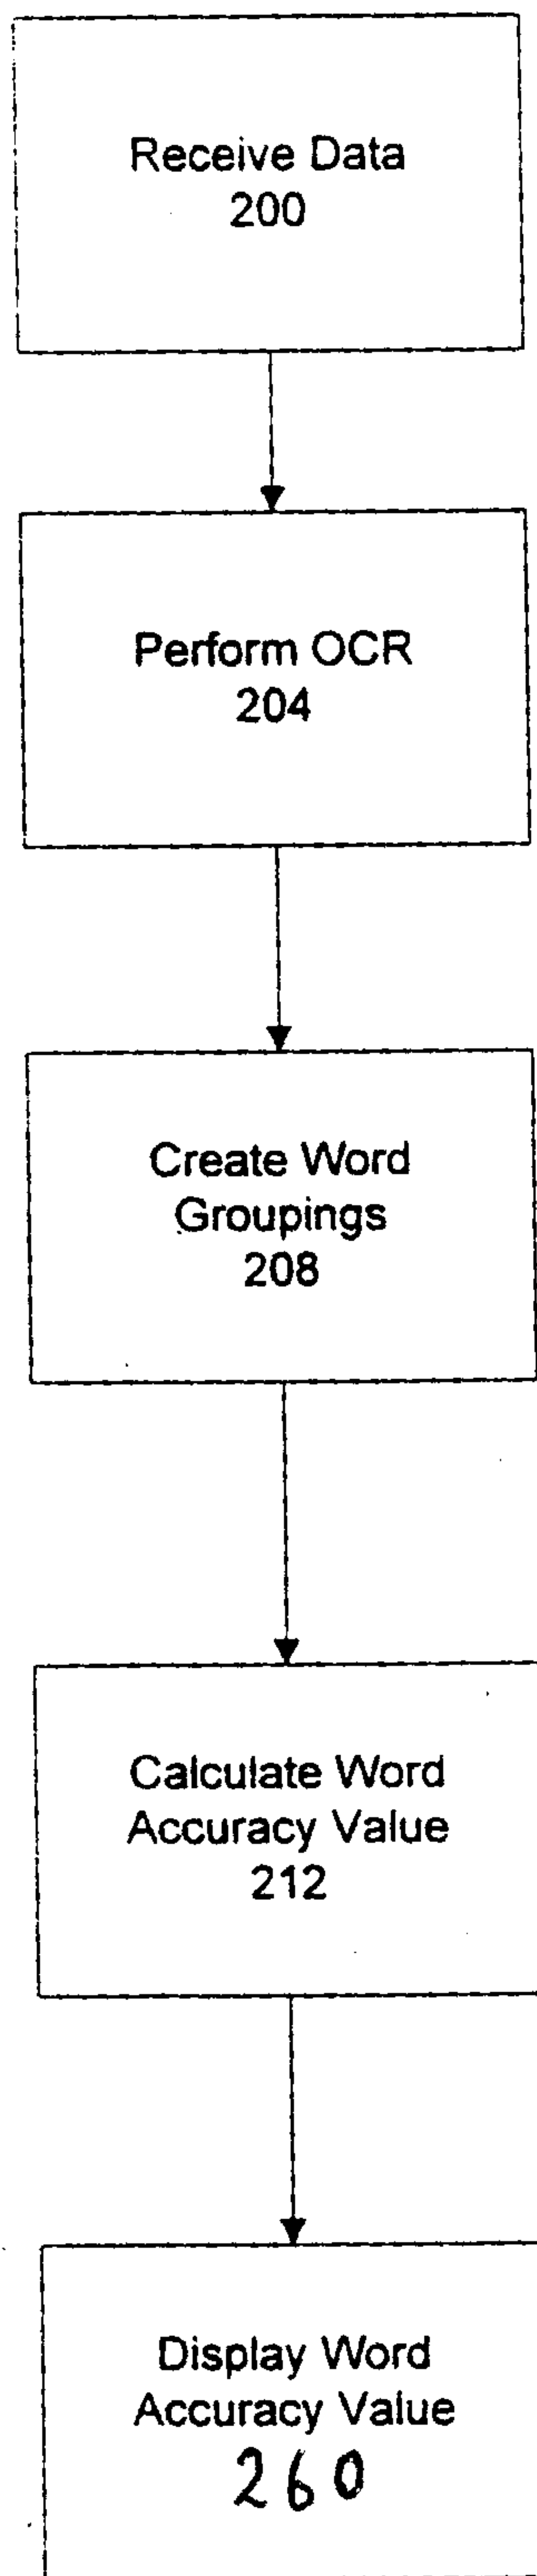 Receive Data
200
Perform OCR
204
Create Word
Groupings
208
Calculate Word
Accuracy Value
212
Display Word
Accuracy Value
260